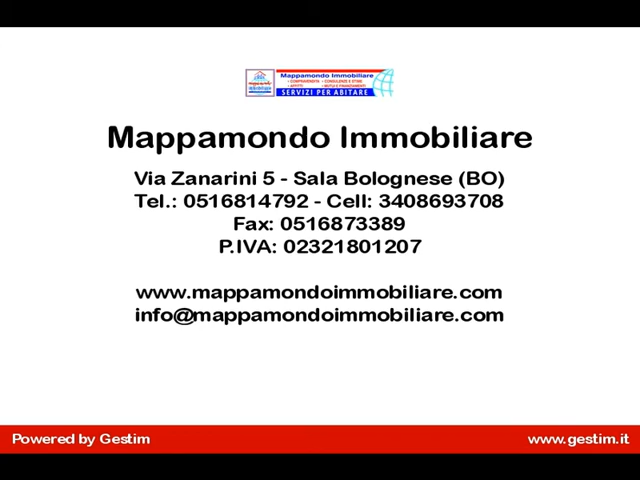 Mappamondo Immobiliare
SERVIZI PER ABITARE
Mappamondo Immobiliare
Via Zanarini 5 - Sala Bolognese (BO)
Tel.: 0516814792 - Cell: 3408693708
Fax: 0516873389
P.IVA: 02321801207
www.mappamondoimmobiliare.com
info@mappamondoimmobiliare.com
Powered by Gestim
www.gestim.it